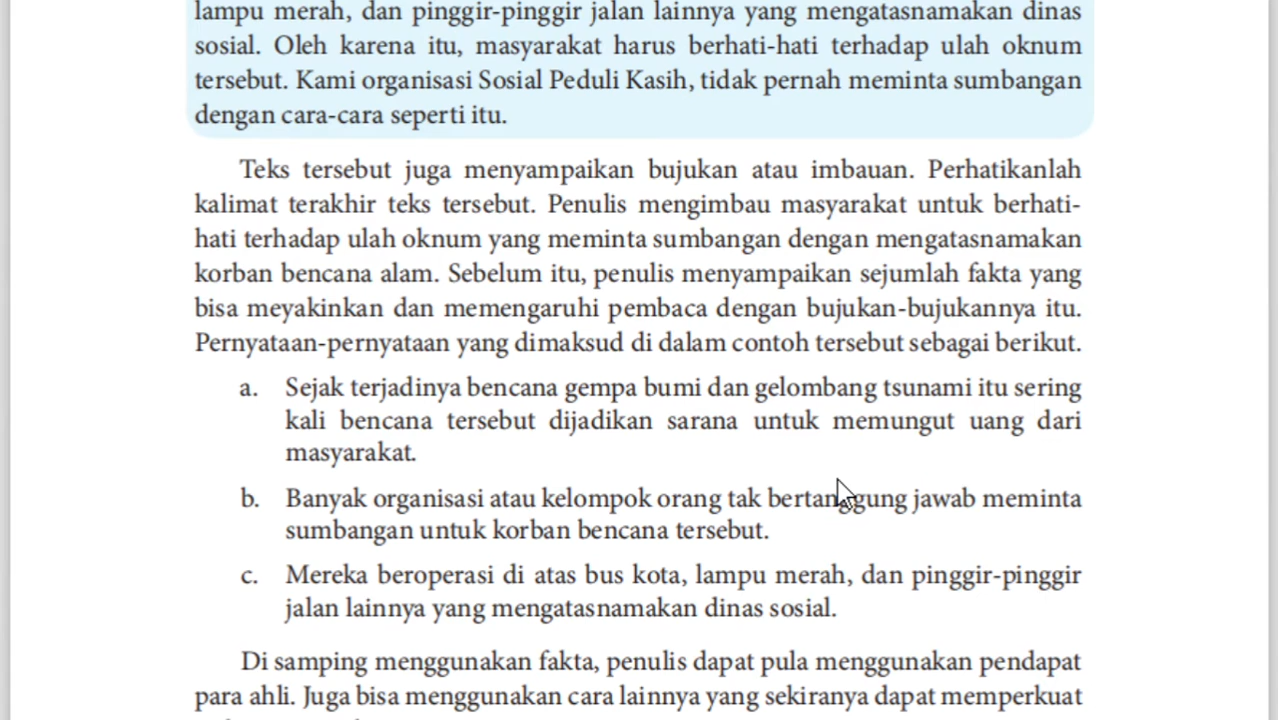 lampu merah, dan pinggir-pinggir jalan lainnya yang mengatasnamakan dinas
sosial. Oleh karena itu, masyarakat harus berhati-hati terhadap ulah oknum
tersebut. Kami organisasi Sosial Peduli Kasih, tidak pernah meminta sumbangan
dengan cara-cara seperti itu.
Teks tersebut juga menyampaikan bujukan atau imbauan. Perhatikanlah
kalimat terakhir teks tersebut. Penulis mengimbau masyarakat untuk berhati-
hati terhadap ulah oknum yang meminta sumbangan dengan mengatasnamakan
korban bencana alam. Sebelum itu, penulis menyampaikan sejumlah fakta yang
bisa meyakinkan dan memengaruhi pembaca dengan bujukan-bujukannya itu.
Pernyataan-pernyataan yang dimaksud di dalam contoh tersebut sebagai berikut.
a. Sejak terjadinya bencana gempa bumi dan gelombang tsunami itu sering
kali bencana tersebut dijadikan sarana untuk memungut uang dari
masyarakat.
b. Banyak organisasi atau kelompok orang tak bertanggung jawab meminta
sumbangan untuk korban bencana tersebut.
c. Mereka beroperasi di atas bus kota, lampu merah, dan pinggir-pinggir
jalan lainnya yang mengatasnamakan dinas sosial.
Di samping menggunakan fakta, penulis dapat pula menggunakan pendapat
para ahli. Juga bisa menggunakan cara lainnya yang sekiranya dapat memperkuat